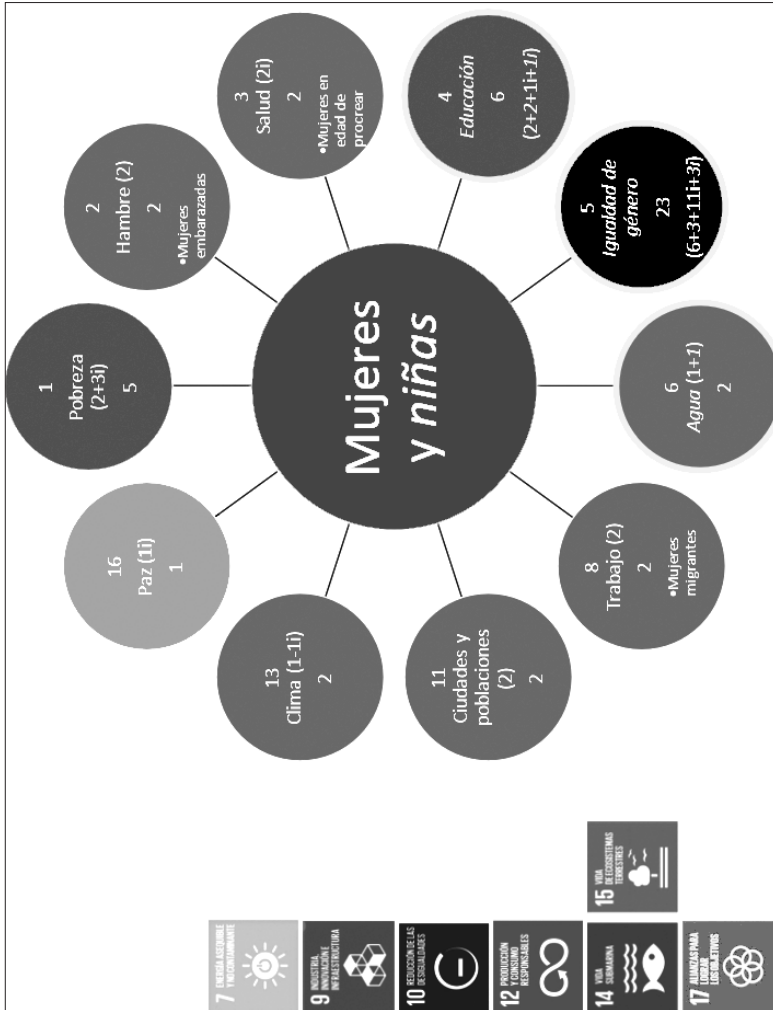 Mujeres
y niñas
1
Pobreza
(2+3i)
5
2
Hambre (2)
2
•Mujeres
embarazadas
3
Salud (2i)
2
•Mujeres en
edad de
procrear
4
Educación
6
(2+2+1i+1i)
5
Igualdad de
género
23
(6+3+11i+3i)
6
Agua (1+1)
2
8
Trabajo (2)
2
•Mujeres
migrantes
11
Ciudades y
poblaciones
(2)
2
13
Clima (1-1i)
2
16
Paz (1i)
1
7 ENERGÍA ASEQUIBLE
Y NO CONTAMINANTE
9 INDUSTRIA,
INNOVACIÓN E
INFRAESTRUCTURA
10 REDUCCIÓN DE LAS
DESIGUALDADES
12 PRODUCCIÓN
Y CONSUMO
RESPONSABLES
14 VIDA
SUBMARINA
15 VIDA
DE ECOSISTEMAS
TERRESTRES
17 ALIANZAS PARA
LOGRAR
LOS OBJETIVOS